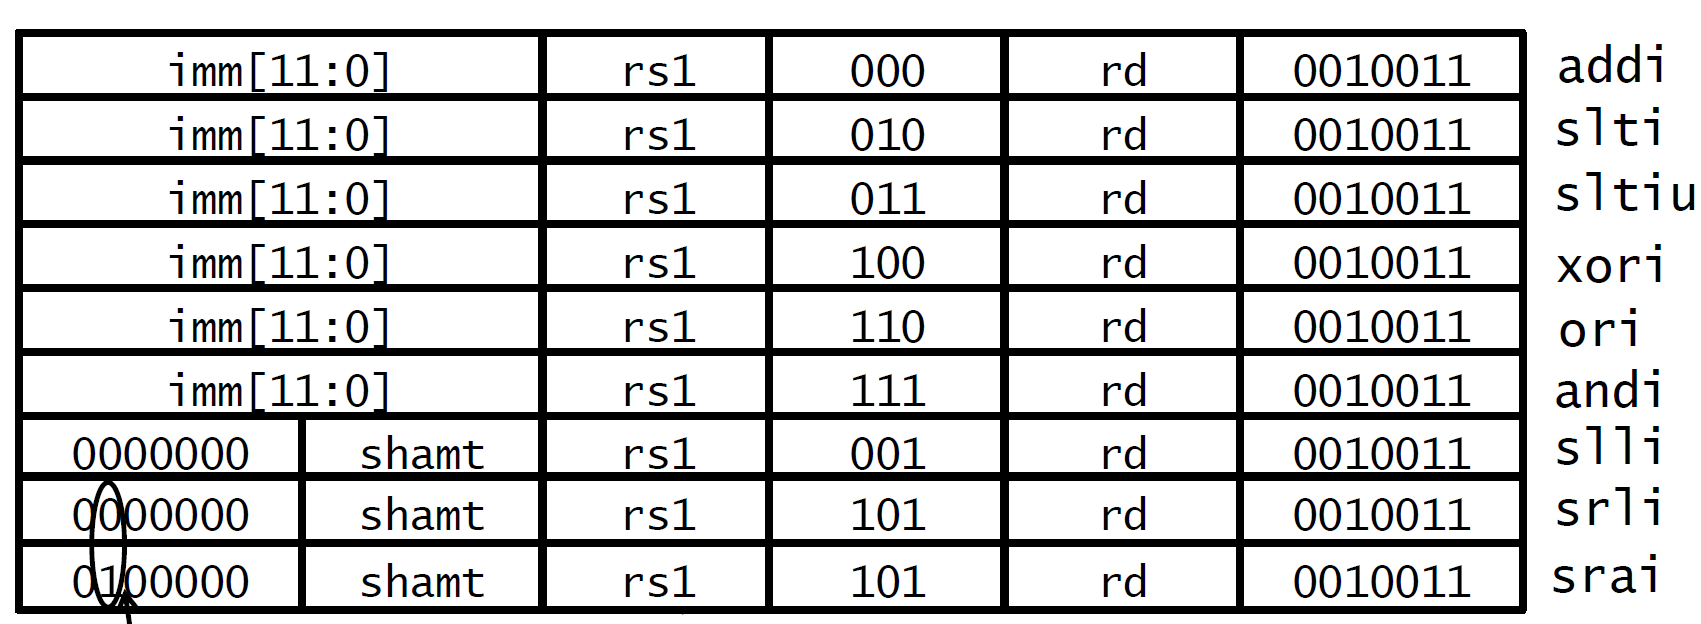 imm[11:0] rs1 000 rd 0010011 addi
imm[11:0] rs1 010 rd 0010011 slti
imm[11:0] rs1 011 rd 0010011 sltiu
imm[11:0] rs1 100 rd 0010011 xori
imm[11:0] rs1 110 rd 0010011 ori
imm[11:0] rs1 111 rd 0010011 andi
0000000 shamt rs1 001 rd 0010011 slli
0000000 shamt rs1 101 rd 0010011 srli
0100000 shamt rs1 101 rd 0010011 srai